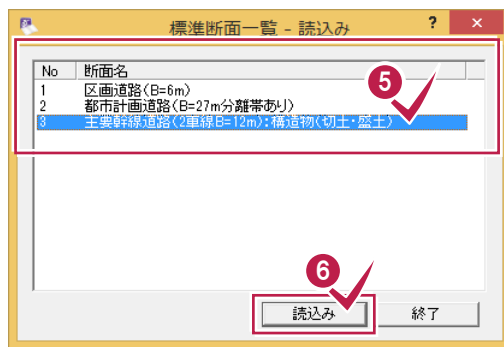 標準断面一覧 - 読込み ? ×
No 断面名
1 区画道路(B=6m)
2 都市計画道路(B=27m分離帯あり)
3 主要幹線道路(2車線B=12m):構造物(切土・盛土)
5
6
読込み 終了